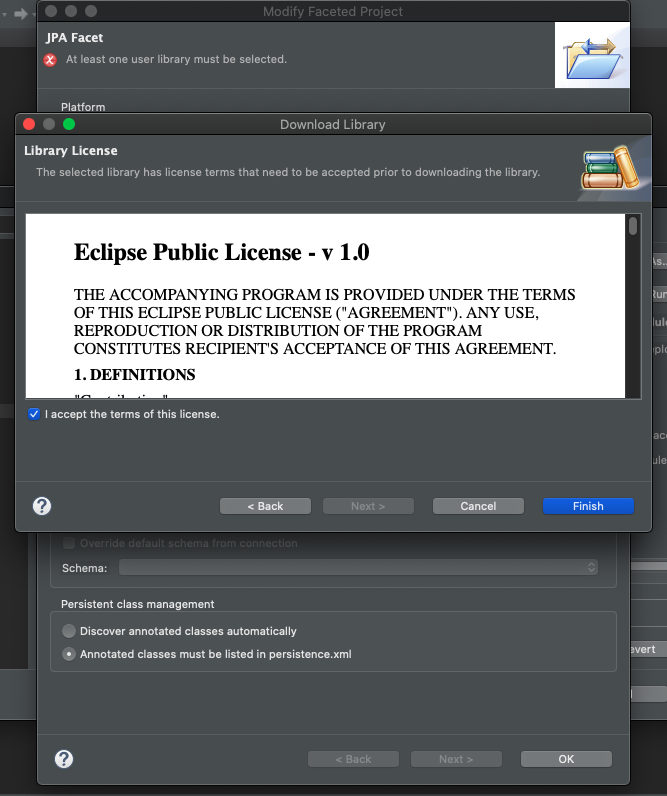 Modify Faceted Project
JPA Facet
At least one user library must be selected.
Platform
Download Library
Library License
The selected library has license terms that need to be accepted prior to downloading the library.
Eclipse Public License - v 1.0
THE ACCOMPANYING PROGRAM IS PROVIDED UNDER THE TERMS
OF THIS ECLIPSE PUBLIC LICENSE ("AGREEMENT"). ANY USE,
REPRODUCTION OR DISTRIBUTION OF THE PROGRAM
CONSTITUTES RECIPIENT'S ACCEPTANCE OF THIS AGREEMENT.
1. DEFINITIONS
I accept the terms of this license.
?
< Back
Next >
Cancel
Finish
Override default schema from connection
Schema:
Persistent class management
Discover annotated classes automatically
Annotated classes must be listed in persistence.xml
?
< Back
Next >
OK